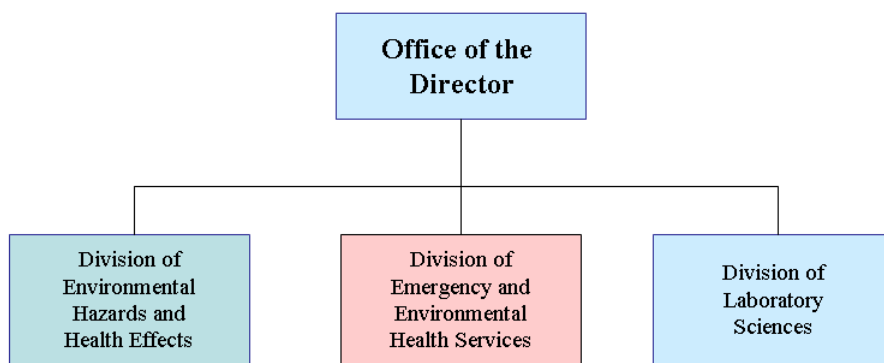 Office of the
Director
Division of
Environmental
Hazards and
Health Effects
Division of
Emergency and
Environmental
Health Services
Division of
Laboratory
Sciences